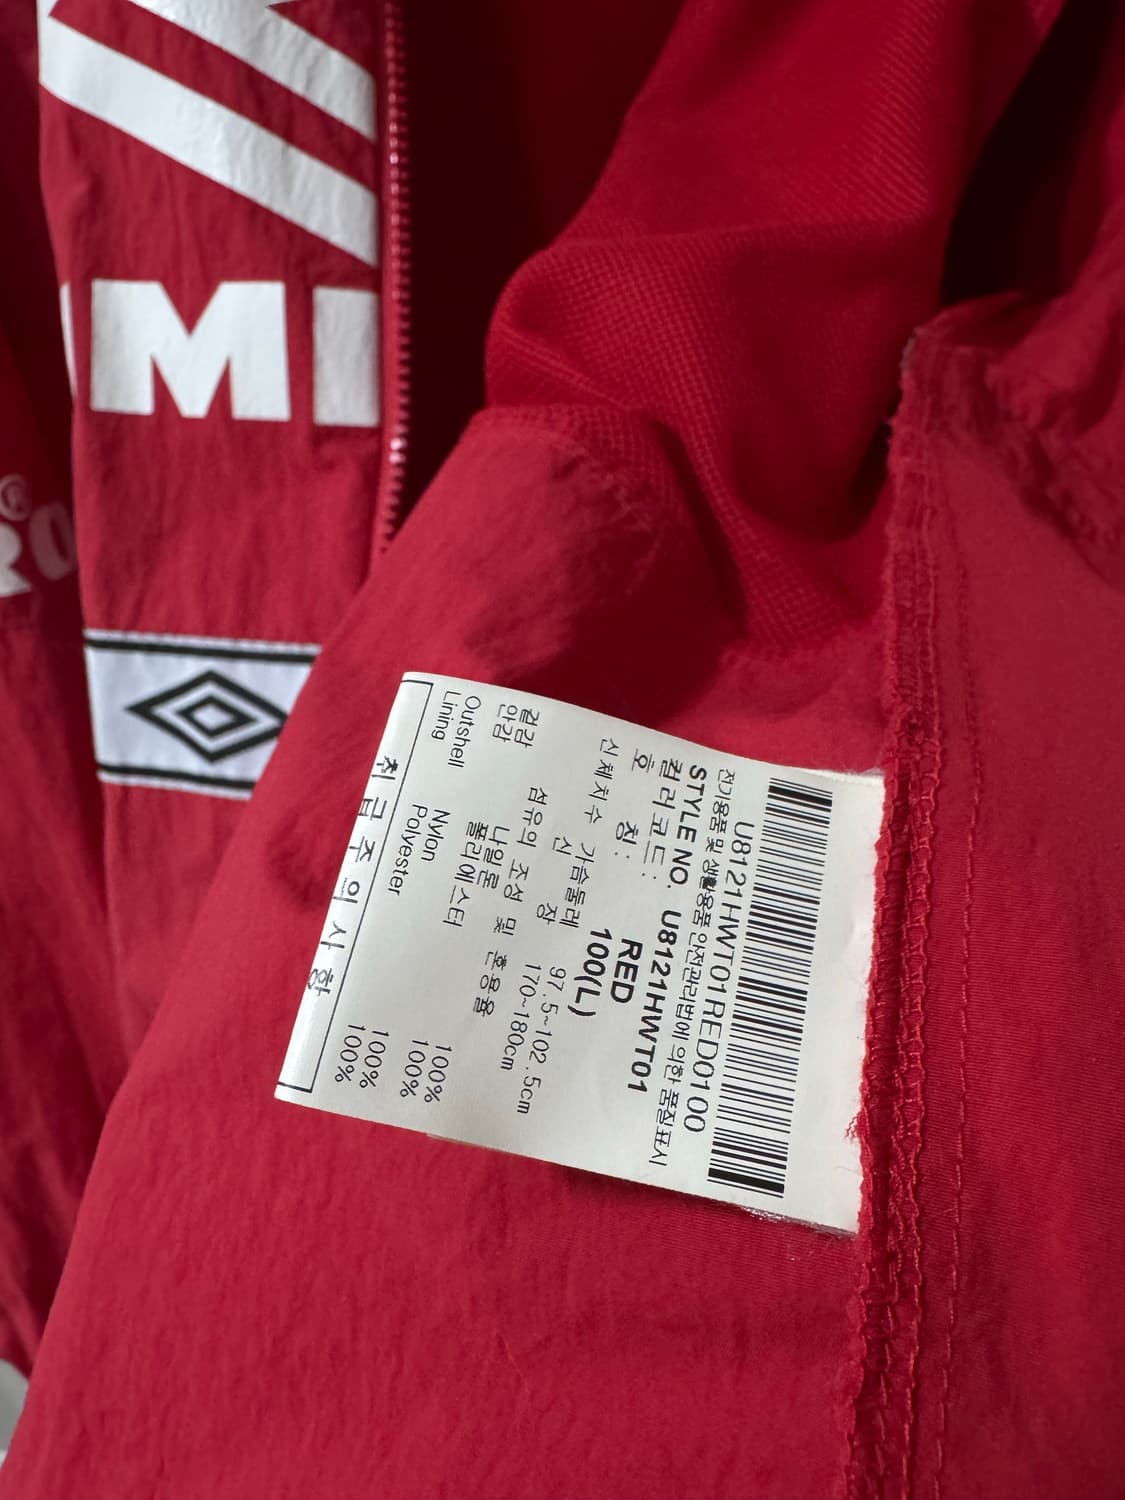 UMB
®
RO
U8121HWT01RED01 00
전기용품 및 생활용품 안전관리법에 의한 품질표시
STYLE NO. U8121HWT01
컬러코드: RED
호 칭: 100(L)
신체치수 가슴둘레 97.5~102.5cm
신 장 170~180cm
섬유의 조성 및 혼용율
겉감 나일론 100%
안감 폴리에스터 100%
Outshell Nylon 100%
Lining Polyester 100%
취급주의사항